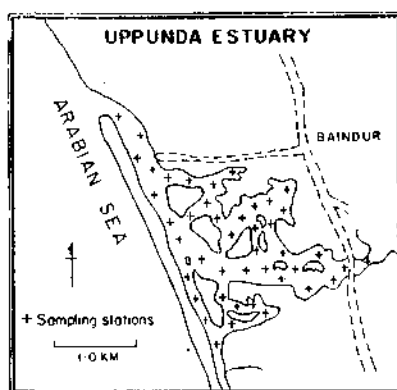 UPPUNDA ESTUARY
BAINDUR
ARABIAN SEA
+ Sampling stations
1·0 KM